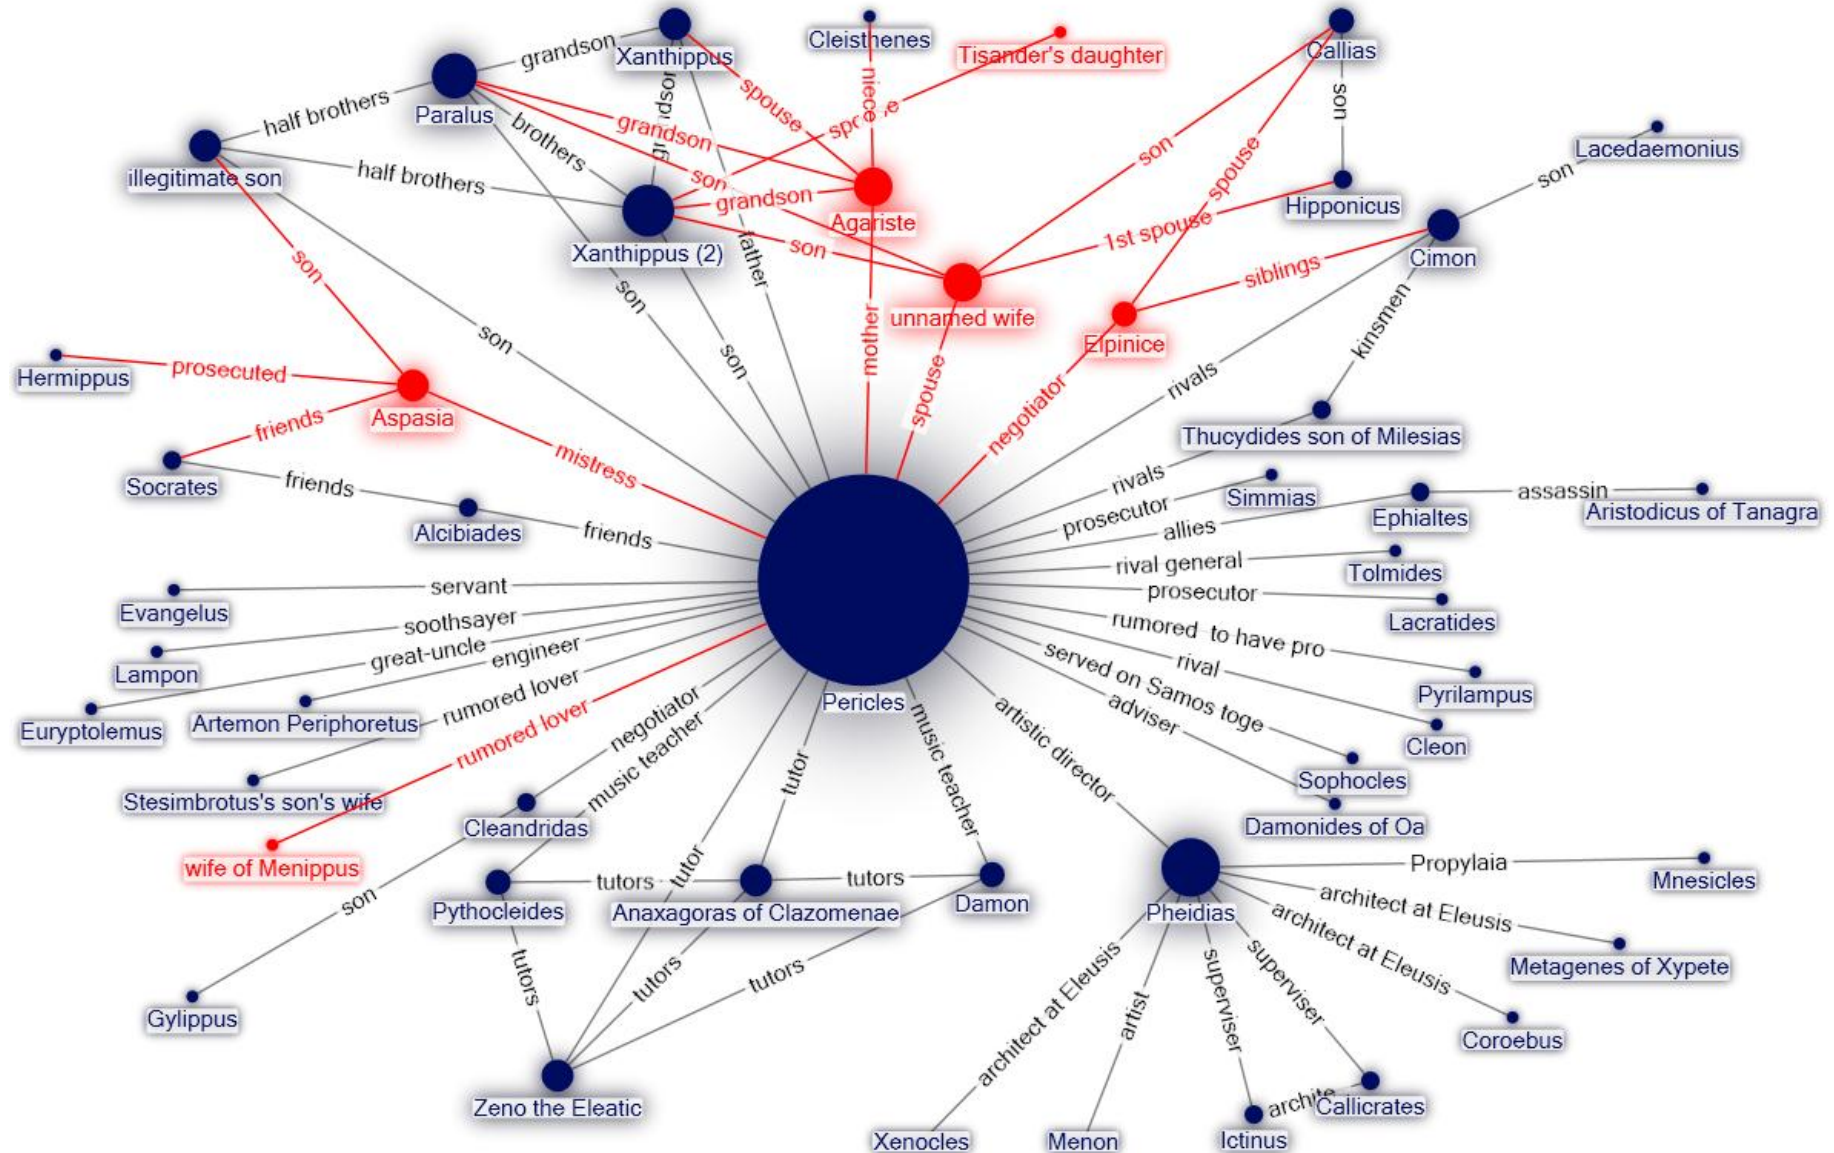 Xanthippus
Cleisthenes
Tisander's daughter
Callias
grandson
Paralus
spouse
niece
son
half brothers
grandson
brothers
son
Lacedaemonius
illegitimate son
half brothers
son
grandson
Agariste
spouse
Hipponicus
son
Xanthippus (2)
son
1st spouse
Cimon
father
son
siblings
son
unnamed wife
kinsmen
Elpinice
son
son
mother
spouse
negotiator
rivals
Hermippus
prosecuted
Aspasia
friends
mistress
Thucydides son of Milesias
Socrates
friends
Alcibiades
friends
rivals
Simmias
prosecutor
allies
Ephialtes
assassin
Aristodicus of Tanagra
rival general
Tolmides
Evangelus
servant
prosecutor
Lacratides
soothsayer
Lampon
great-uncle
engineer
rumored to have pro
Pyrilampus
Euryptolemus
Artemon Periphoretus
rumored lover
rumored lover
negotiator
Pericles
rival
Cleon
served on Samos toge
Sophocles
adviser
Damonides of Oa
Stesimbrotus's son's wife
music teacher
tutor
music teacher
artistic director
Cleandridas
wife of Menippus
son
tutor
Pythocleides
tutors
Anaxagoras of Clazomenae
tutors
Damon
Pheidias
Propylaia
Mnesicles
architect at Eleusis
Metagenes of Xypete
architect at Eleusis
Coroebus
Gylippus
tutors
tutors
tutors
Zeno the Eleatic
architect at Eleusis
artist
superviser
superviser
Xenocles
Menon
Ictinus
Callicrates